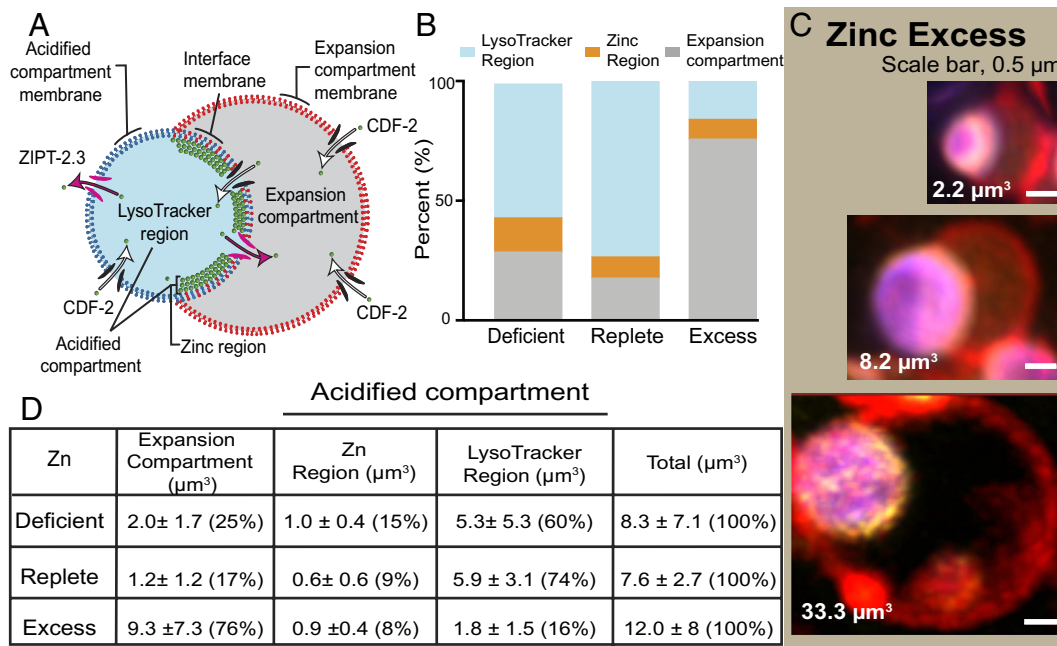 A
Acidified
compartment
membrane
Interface
membrane
Expansion
compartment
membrane
CDF-2
ZIPT-2.3
LysoTracker
region
Expansion
compartment
CDF-2
CDF-2
Acidified
compartment
Zinc region
B
LysoTracker
Region
Zinc
Region
Expansion
compartment
Percent (%)
100
50
0
Deficient
Replete
Excess
C
Zinc Excess
Scale bar, 0.5 µm
2.2 µm³
8.2 µm³
33.3 µm³
D
Acidified compartment
Zn
Expansion
Compartment
(µm³)
Zn
Region (µm³)
LysoTracker
Region (µm³)
Total (µm³)
Deficient 2.0± 1.7 (25%) 1.0 ± 0.4 (15%) 5.3± 5.3 (60%) 8.3 ± 7.1 (100%)
Replete 1.2± 1.2 (17%) 0.6± 0.6 (9%) 5.9 ± 3.1 (74%) 7.6 ± 2.7 (100%)
Excess 9.3 ±7.3 (76%) 0.9 ±0.4 (8%) 1.8 ± 1.5 (16%) 12.0 ± 8 (100%)